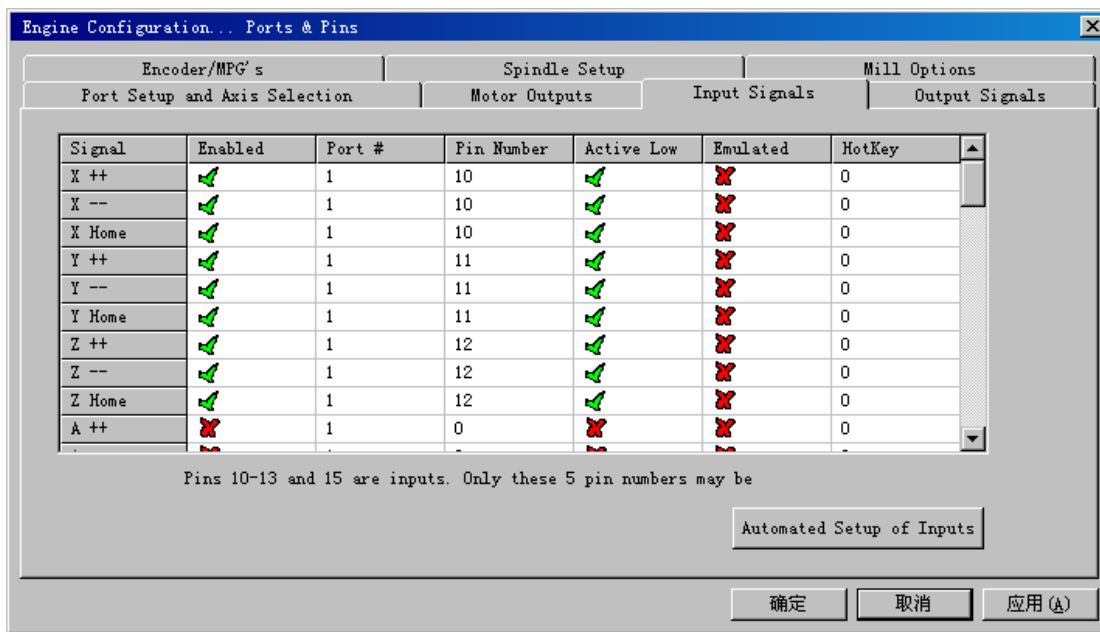 Engine Configuration... Ports & Pins
Encoder/MPG's Spindle Setup Mill Options
Port Setup and Axis Selection Motor Outputs Input Signals Output Signals
Signal Enabled Port # Pin Number Active Low Emulated HotKey
X ++ 1 10 0
X -- 1 10 0
X Home 1 10 0
Y ++ 1 11 0
Y -- 1 11 0
Y Home 1 11 0
Z ++ 1 12 0
Z -- 1 12 0
Z Home 1 12 0
A ++ 1 0 0
Pins 10-13 and 15 are inputs. Only these 5 pin numbers may be
Automated Setup of Inputs
确定 取消 应用(A)